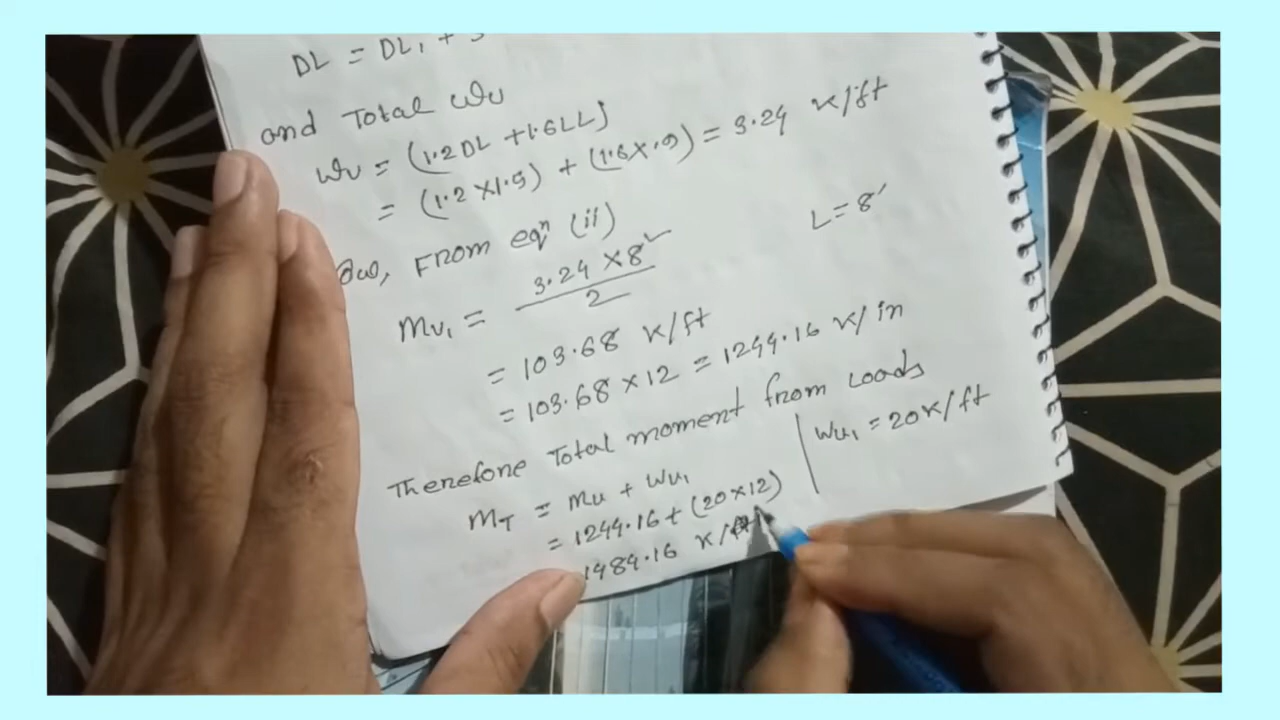 DL = DL₁ +
and Total Wu
Wu = (1.2DL + 1.6LL)
= (1.2×1.9) + (1.6×.9) = 3.24 K/ft
From eqⁿ (ii)
L = 8'
Mu₁ = 3.24 × 8² / 2
= 103.68 K/ft
= 103.68 × 12 = 1244.16 K/in
Therefore Total moment from Loads
MT = Mu + Wu₁
Wu₁ = 20K/ft
= 1244.16 + (20×12)
1484.16 K/